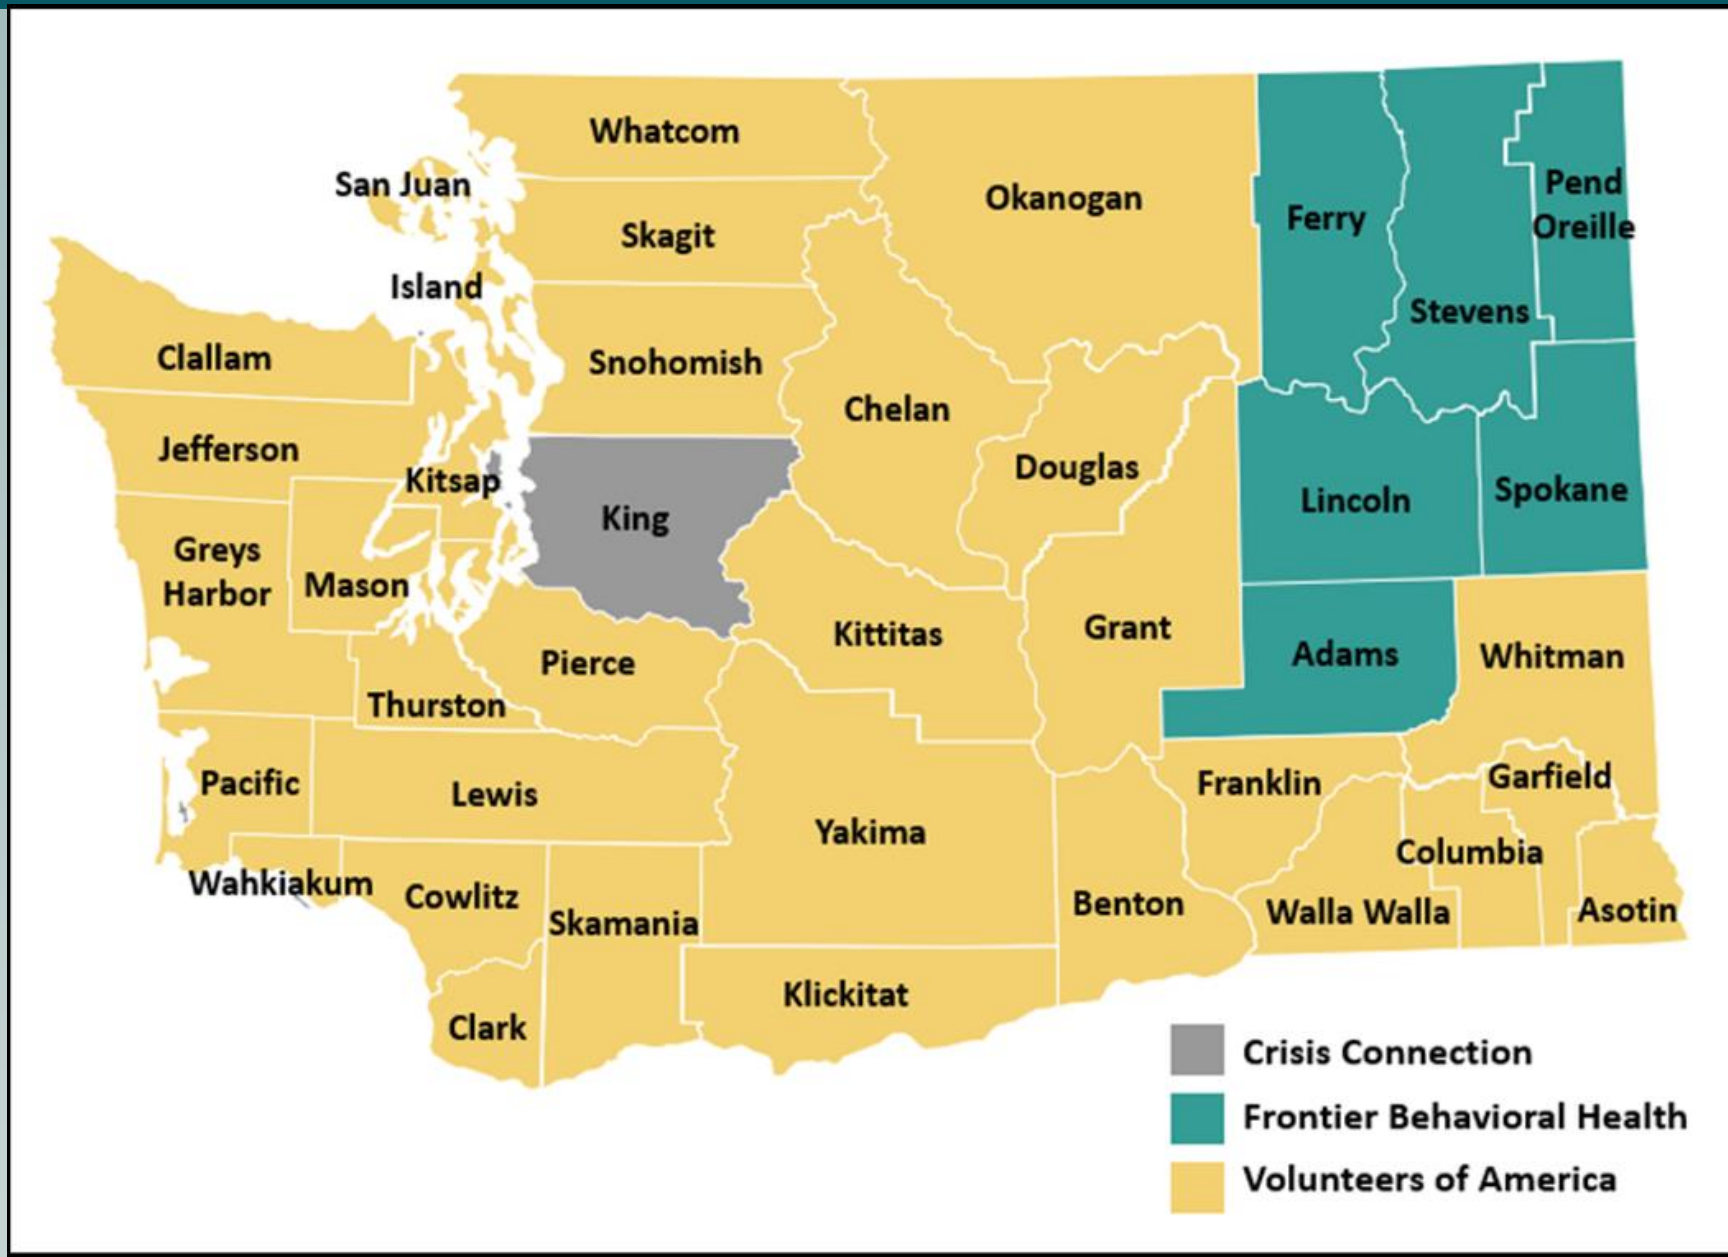 Whatcom
San Juan
Okanogan
Pend
Oreille
Ferry
Skagit
Island
Stevens
Clallam
Snohomish
Chelan
Jefferson
Douglas
Kitsap
Lincoln
Spokane
King
Greys
Harbor
Mason
Kittitas
Grant
Adams
Whitman
Pierce
Thurston
Pacific
Lewis
Franklin
Garfield
Yakima
Columbia
Wahkiakum
Cowlitz
Skamania
Benton
Walla Walla
Asotin
Klickitat
Clark
Crisis Connection
Frontier Behavioral Health
Volunteers of America